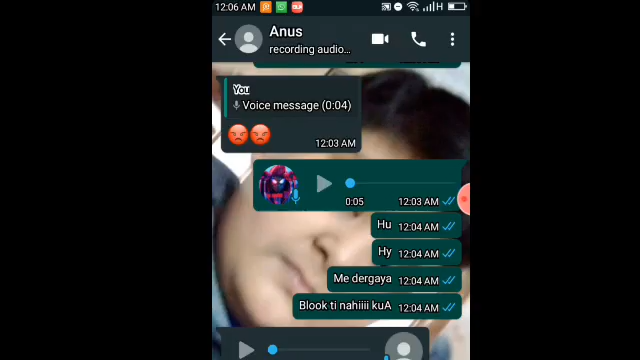 12:06 AM
H
Anus
recording audio...
You
Voice message (0:04)
12:03 AM
0:05
12:03 AM
Hu
12:04 AM
Hy
12:04 AM
Me dergaya
12:04 AM
Blook ti nahiiii kuA
12:04 AM